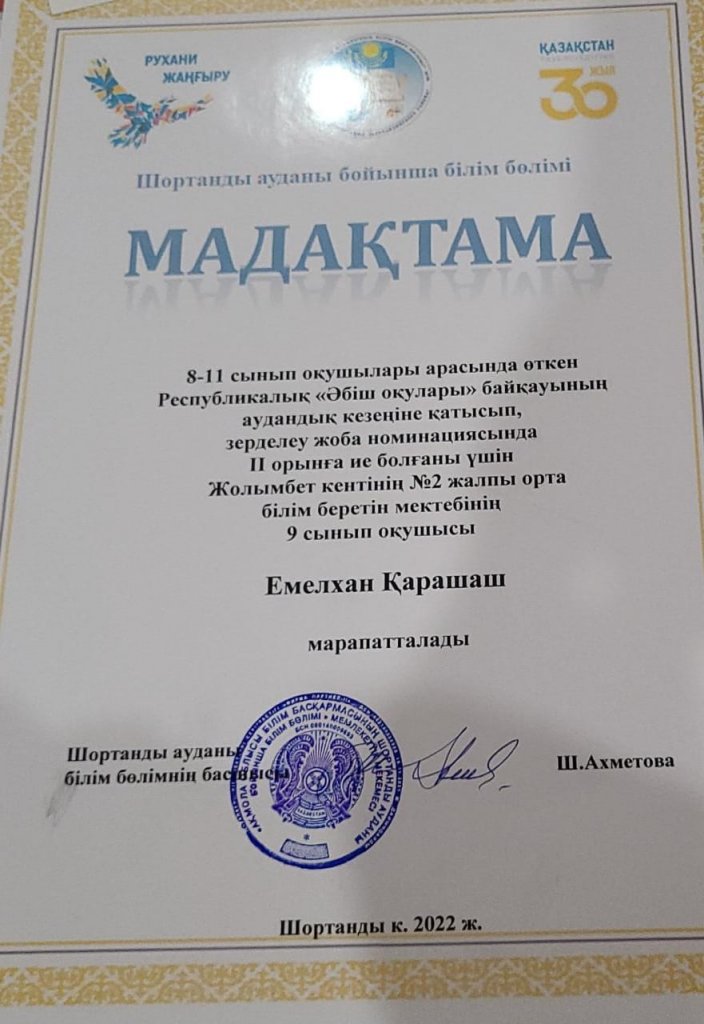 РУХАНИ
ЖАҢҒЫРУ
ҚАЗАҚСТАН
30 ЖЫЛ
Шортанды ауданы бойынша білім бөлімі
МАДАҚТАМА
8-11 сынып оқушылары арасында өткен
Республикалық «Әбіш оқулары» байқауының
аудандық кезеңіне қатысып,
зерделеу жоба номинациясында
ІІ орынға ие болғаны үшін
Жолымбет кентінің №2 жалпы орта
білім беретін мектебінің
9 сынып оқушысы
Емелхан Қарашаш
марапатталады
Шортанды ауданы
білім бөлімнің басшысы
Ш.Ахметова
Шортанды к. 2022 ж.